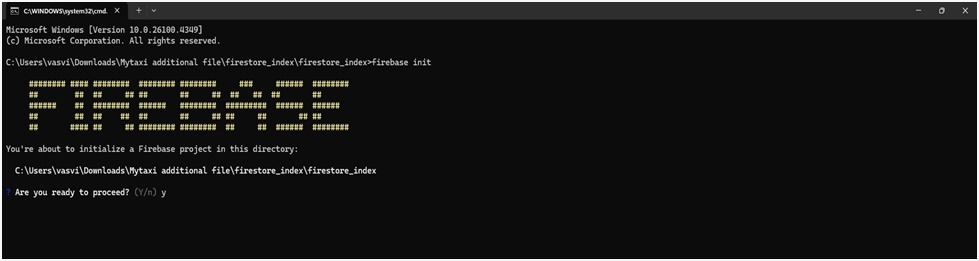 C:\WINDOWS\system32\cmd.
Microsoft Windows [Version 10.0.26100.4349]
(c) Microsoft Corporation. All rights reserved.
C:\Users\vasvi\Downloads\Mytaxi additional file\firestore_index\firestore_index>firebase init
FIREBASE
You're about to initialize a Firebase project in this directory:
C:\Users\vasvi\Downloads\Mytaxi additional file\firestore_index\firestore_index
? Are you ready to proceed? (Y/n) y